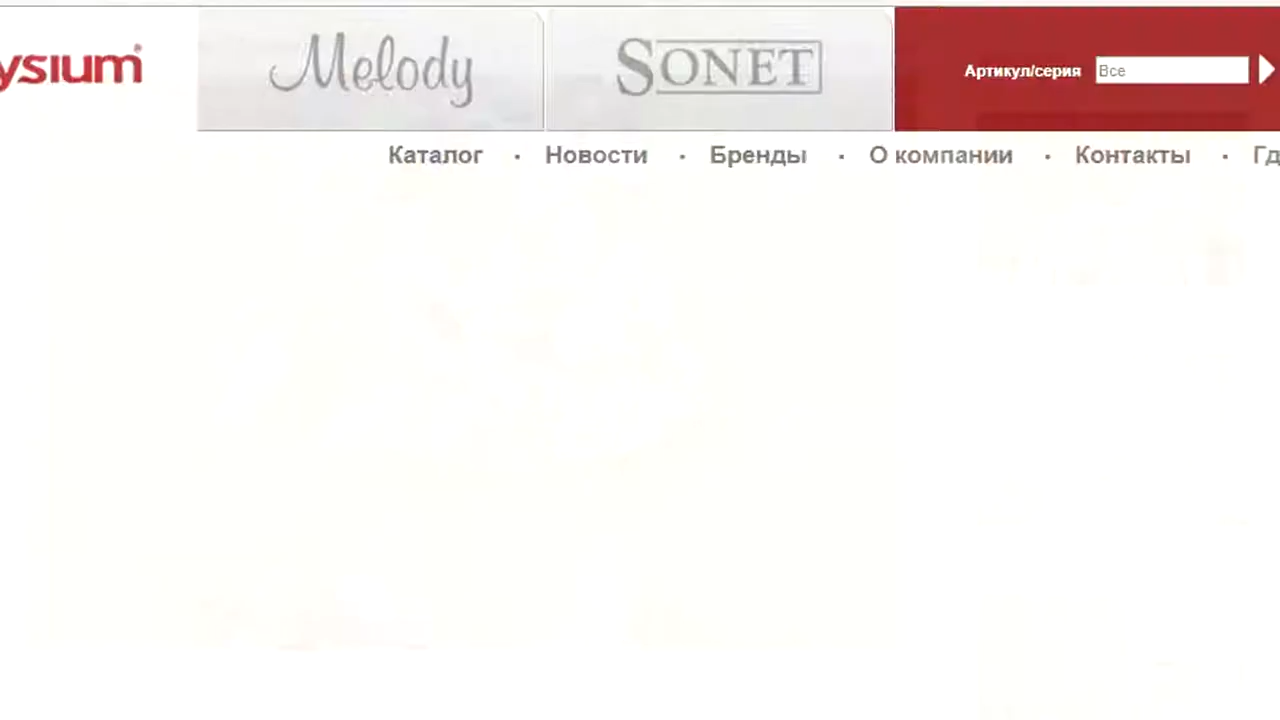 ysium®
Melody
SONET
Артикул/серия Все
Каталог · Новости · Бренды · О компании · Контакты · Гд